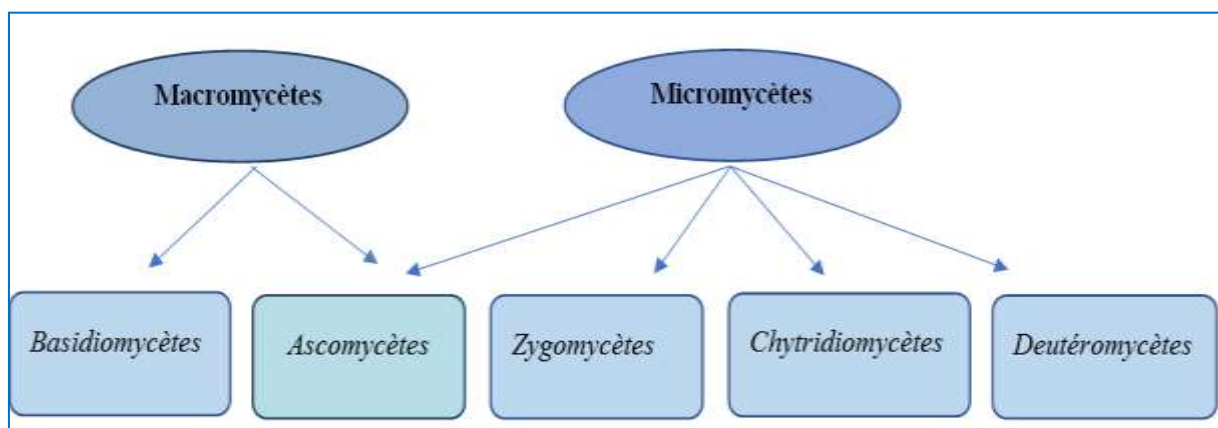 Macromycètes
Micromycètes
Basidiomycètes
Ascomycètes
Zygomycètes
Chytridiomycètes
Deutéromycètes